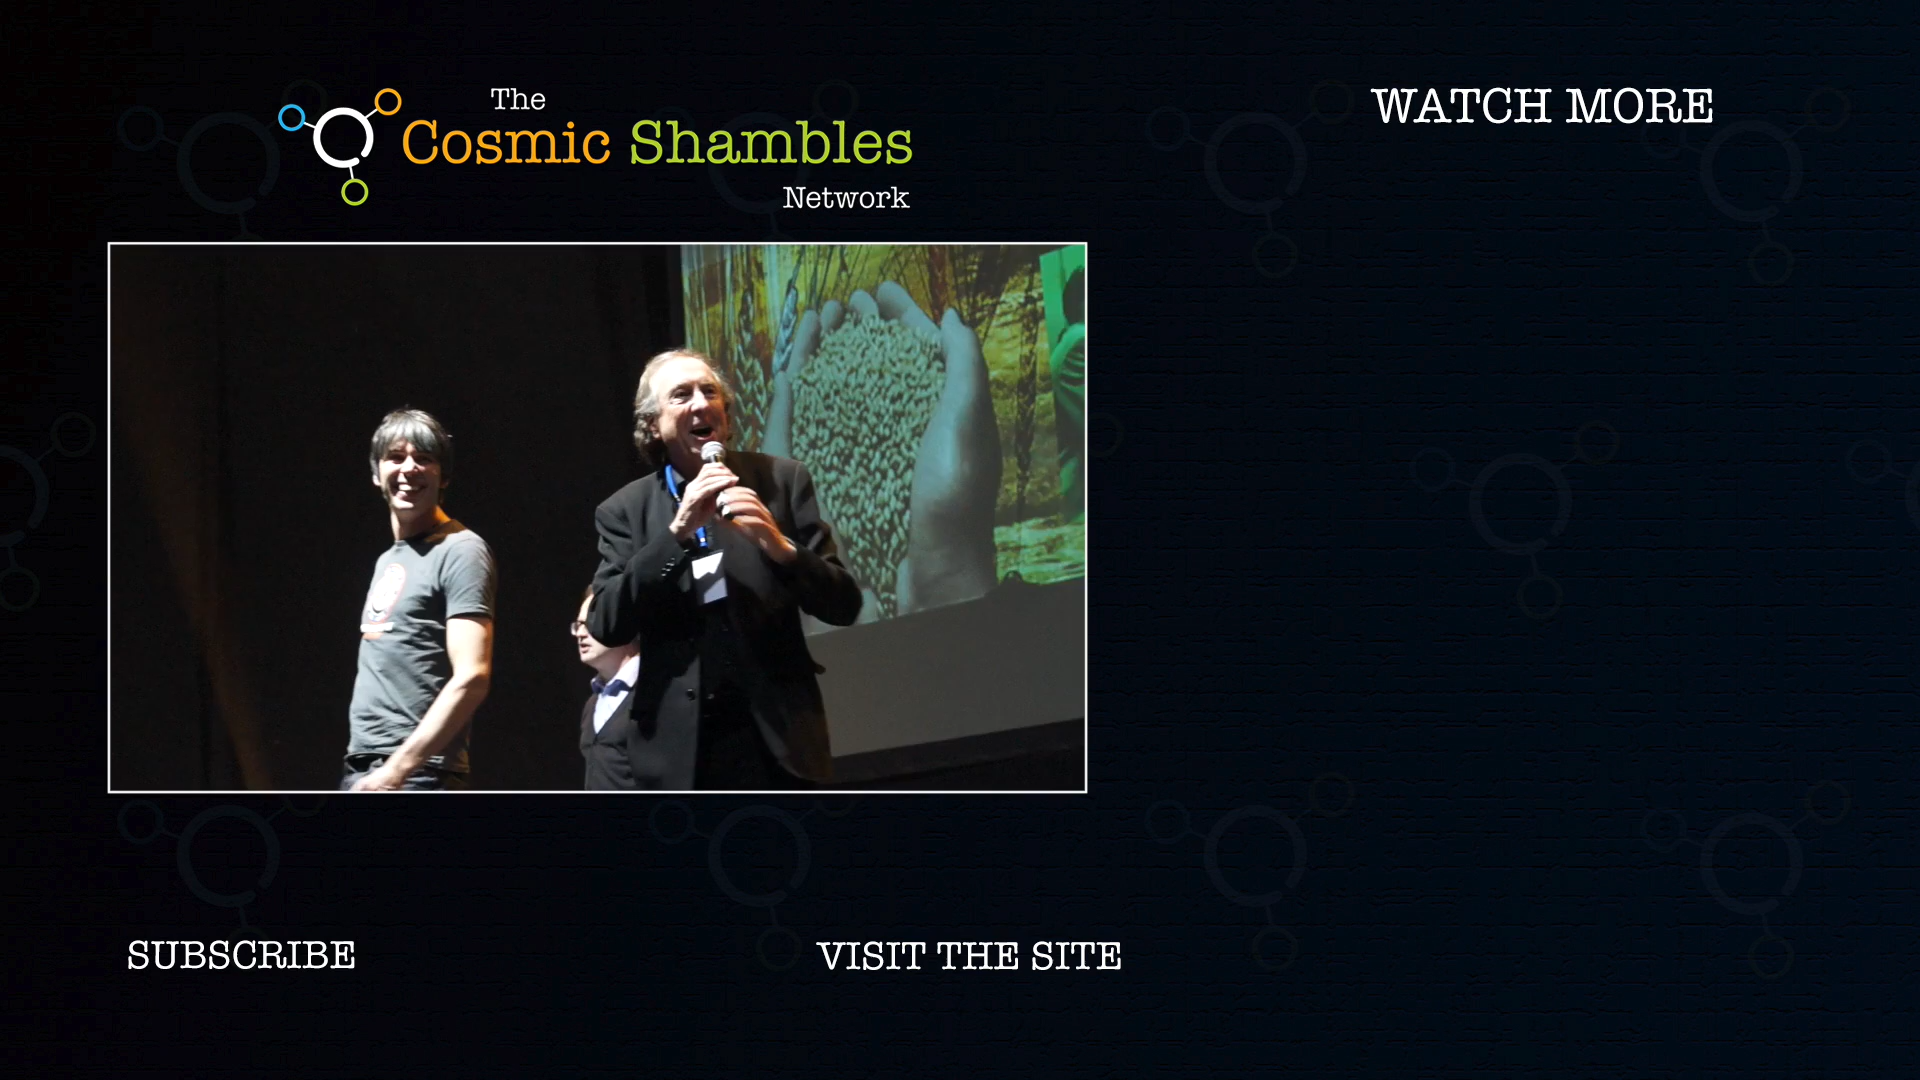 The
Cosmic Shambles
Network
WATCH MORE
SUBSCRIBE
VISIT THE SITE